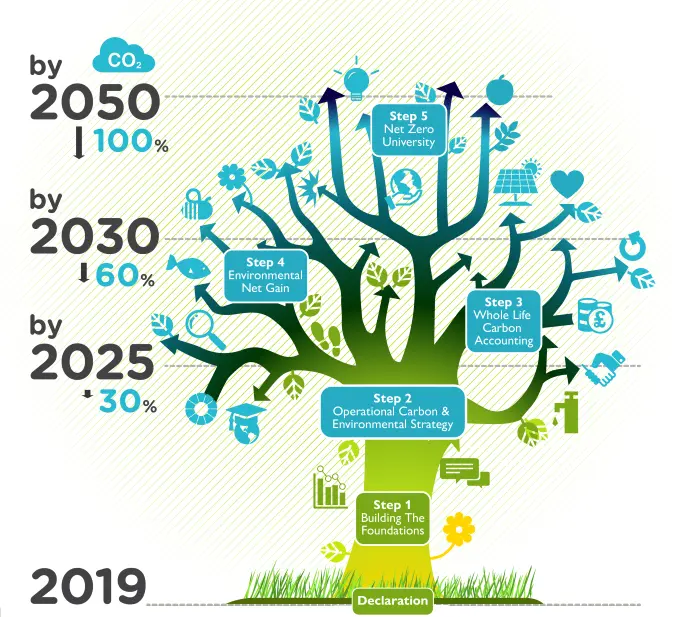 by
CO₂
2050
100%
Step 5
Net Zero
University
by
2030
60%
Step 4
Environmental
Net Gain
Step 3
Whole Life
Carbon
Accounting
£
by
2025
30%
Step 2
Operational Carbon &
Environmental Strategy
Step 1
Building The
Foundations
2019
Declaration